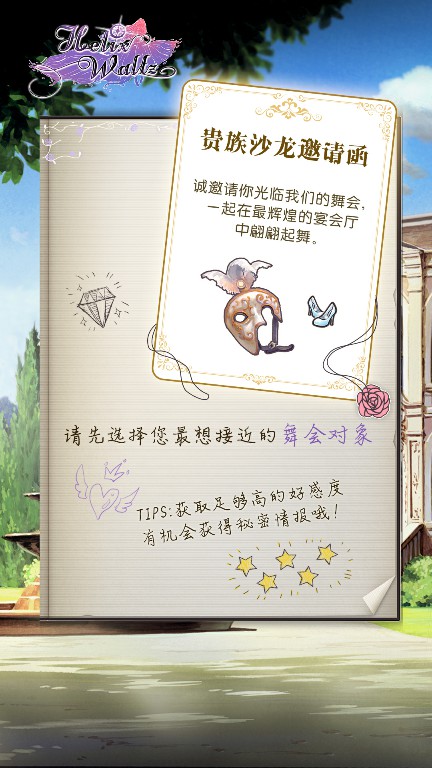 Helix
Waltz
贵族沙龙邀请函
诚邀请你光临我们的舞会,
一起在最辉煌的宴会厅
中翩翩起舞。
请先选择您最想接近的舞会对象
TIPS:获取足够高的好感度
有机会获得秘密情报哦!